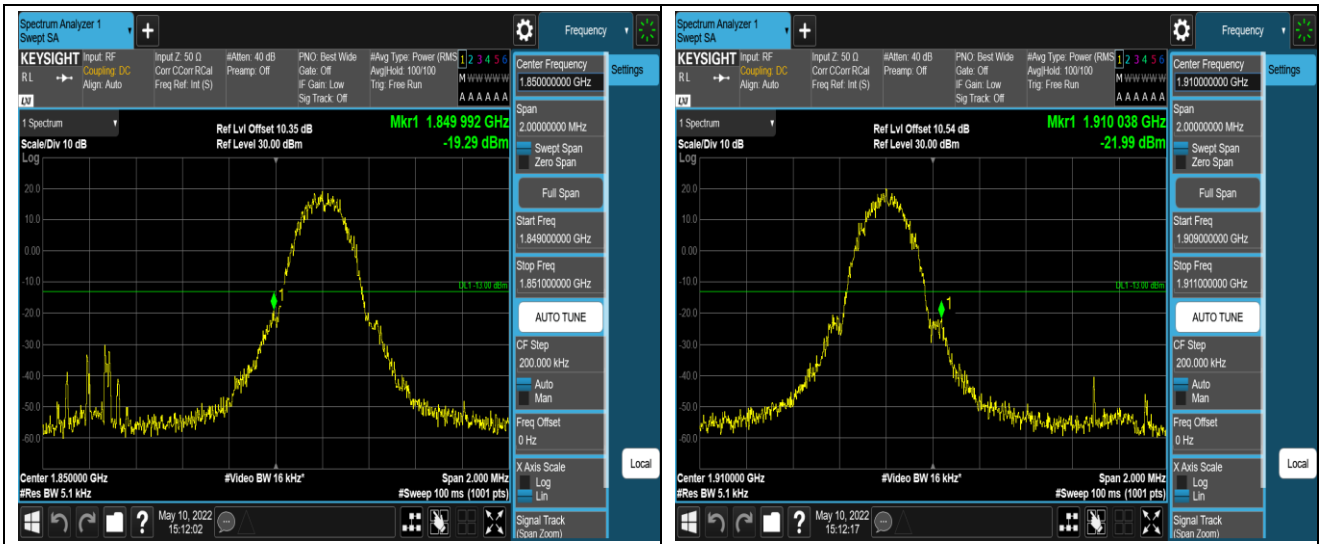 Spectrum Analyzer 1
Swept SA
+
Frequency
KEYSIGHT
RL
LXI
Input: RF
Coupling: DC
Align: Auto
Input Z: 50 Ω
Corr CCorr RCal
Freq Ref: Int (S)
#Atten: 40 dB
Preamp: Off
PNO: Best Wide
Gate: Off
IF Gain: Low
Sig Track: Off
#Avg Type: Power (RMS
Avg|Hold: 100/100
Trig: Free Run
1 2 3 4 5 6
M W W W W W
A A A A A A
1 Spectrum
Scale/Div 10 dB
Log
Ref Lvl Offset 10.35 dB
Ref Level 30.00 dBm
Mkr1 1.849 992 GHz
-19.29 dBm
20.0
10.0
0.00
-10.0
-20.0
-30.0
-40.0
-50.0
-60.0
DL1 -13.00 dBm
1
Center 1.850000 GHz
#Res BW 5.1 kHz
#Video BW 16 kHz*
Span 2.000 MHz
#Sweep 100 ms (1001 pts)
May 10, 2022
15:12:02
?
Center Frequency
1.850000000 GHz
Settings
Span
2.00000000 MHz
Swept Span
Zero Span
Full Span
Start Freq
1.849000000 GHz
Stop Freq
1.851000000 GHz
AUTO TUNE
CF Step
200.000 kHz
Auto
Man
Freq Offset
0 Hz
X Axis Scale
Log
Lin
Local
Signal Track
(Span Zoom)
Spectrum Analyzer 1
Swept SA
+
Frequency
KEYSIGHT
RL
LXI
Input: RF
Coupling: DC
Align: Auto
Input Z: 50 Ω
Corr CCorr RCal
Freq Ref: Int (S)
#Atten: 40 dB
Preamp: Off
PNO: Best Wide
Gate: Off
IF Gain: Low
Sig Track: Off
#Avg Type: Power (RMS
Avg|Hold: 100/100
Trig: Free Run
1 2 3 4 5 6
M W W W W W
A A A A A A
1 Spectrum
Scale/Div 10 dB
Log
Ref Lvl Offset 10.54 dB
Ref Level 30.00 dBm
Mkr1 1.910 038 GHz
-21.99 dBm
20.0
10.0
0.00
-10.0
-20.0
-30.0
-40.0
-50.0
-60.0
DL1 -13.00 dBm
1
Center 1.910000 GHz
#Res BW 5.1 kHz
#Video BW 16 kHz*
Span 2.000 MHz
#Sweep 100 ms (1001 pts)
May 10, 2022
15:12:17
?
Center Frequency
1.910000000 GHz
Settings
Span
2.00000000 MHz
Swept Span
Zero Span
Full Span
Start Freq
1.909000000 GHz
Stop Freq
1.911000000 GHz
AUTO TUNE
CF Step
200.000 kHz
Auto
Man
Freq Offset
0 Hz
X Axis Scale
Log
Lin
Local
Signal Track
(Span Zoom)